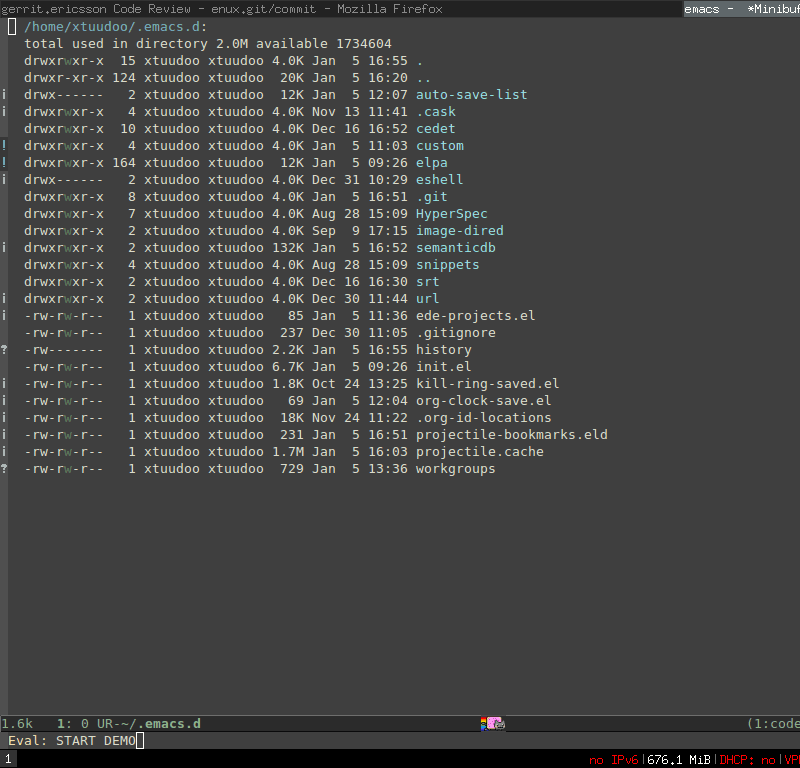 gerrit.ericsson Code Review - enux.git/commit - Mozilla Firefox
emacs - *Minibuf
/home/xtuudoo/.emacs.d:
total used in directory 2.0M available 1734604
drwxrwxr-x  15 xtuudoo xtuudoo 4.0K Jan  5 16:55 .
drwxr-xr-x 124 xtuudoo xtuudoo  20K Jan  5 16:20 ..
i drwx------   2 xtuudoo xtuudoo  12K Jan  5 12:07 auto-save-list
i drwxrwxr-x   4 xtuudoo xtuudoo 4.0K Nov 13 11:41 .cask
drwxrwxr-x  10 xtuudoo xtuudoo 4.0K Dec 16 16:52 cedet
! drwxrwxr-x   4 xtuudoo xtuudoo 4.0K Jan  5 11:03 custom
! drwxrwxr-x 164 xtuudoo xtuudoo  12K Jan  5 09:26 elpa
i drwx------   2 xtuudoo xtuudoo 4.0K Dec 31 10:29 eshell
drwxrwxr-x   8 xtuudoo xtuudoo 4.0K Jan  5 16:51 .git
drwxrwxr-x   7 xtuudoo xtuudoo 4.0K Aug 28 15:09 HyperSpec
drwxrwxr-x   2 xtuudoo xtuudoo 4.0K Sep  9 17:15 image-dired
i drwxrwxr-x   2 xtuudoo xtuudoo 132K Jan  5 16:52 semanticdb
drwxrwxr-x   4 xtuudoo xtuudoo 4.0K Aug 28 15:09 snippets
drwxrwxr-x   2 xtuudoo xtuudoo 4.0K Dec 16 16:30 srt
i drwxrwxr-x   2 xtuudoo xtuudoo 4.0K Dec 30 11:44 url
i -rw-rw-r--   1 xtuudoo xtuudoo   85 Jan  5 11:36 ede-projects.el
-rw-rw-r--   1 xtuudoo xtuudoo  237 Dec 30 11:05 .gitignore
? -rw-------   1 xtuudoo xtuudoo 2.2K Jan  5 16:55 history
-rw-rw-r--   1 xtuudoo xtuudoo 6.7K Jan  5 09:26 init.el
i -rw-rw-r--   1 xtuudoo xtuudoo 1.8K Oct 24 13:25 kill-ring-saved.el
i -rw-rw-r--   1 xtuudoo xtuudoo   69 Jan  5 12:04 org-clock-save.el
i -rw-rw-r--   1 xtuudoo xtuudoo  18K Nov 24 11:22 .org-id-locations
i -rw-rw-r--   1 xtuudoo xtuudoo  231 Jan  5 16:51 projectile-bookmarks.eld
i -rw-rw-r--   1 xtuudoo xtuudoo 1.7M Jan  5 16:03 projectile.cache
? -rw-rw-r--   1 xtuudoo xtuudoo  729 Jan  5 13:36 workgroups
1.6k   1: 0 UR-~/.emacs.d (1:code
Eval: START DEMO
1 no IPv6|676.1 MiB|DHCP: no|VP